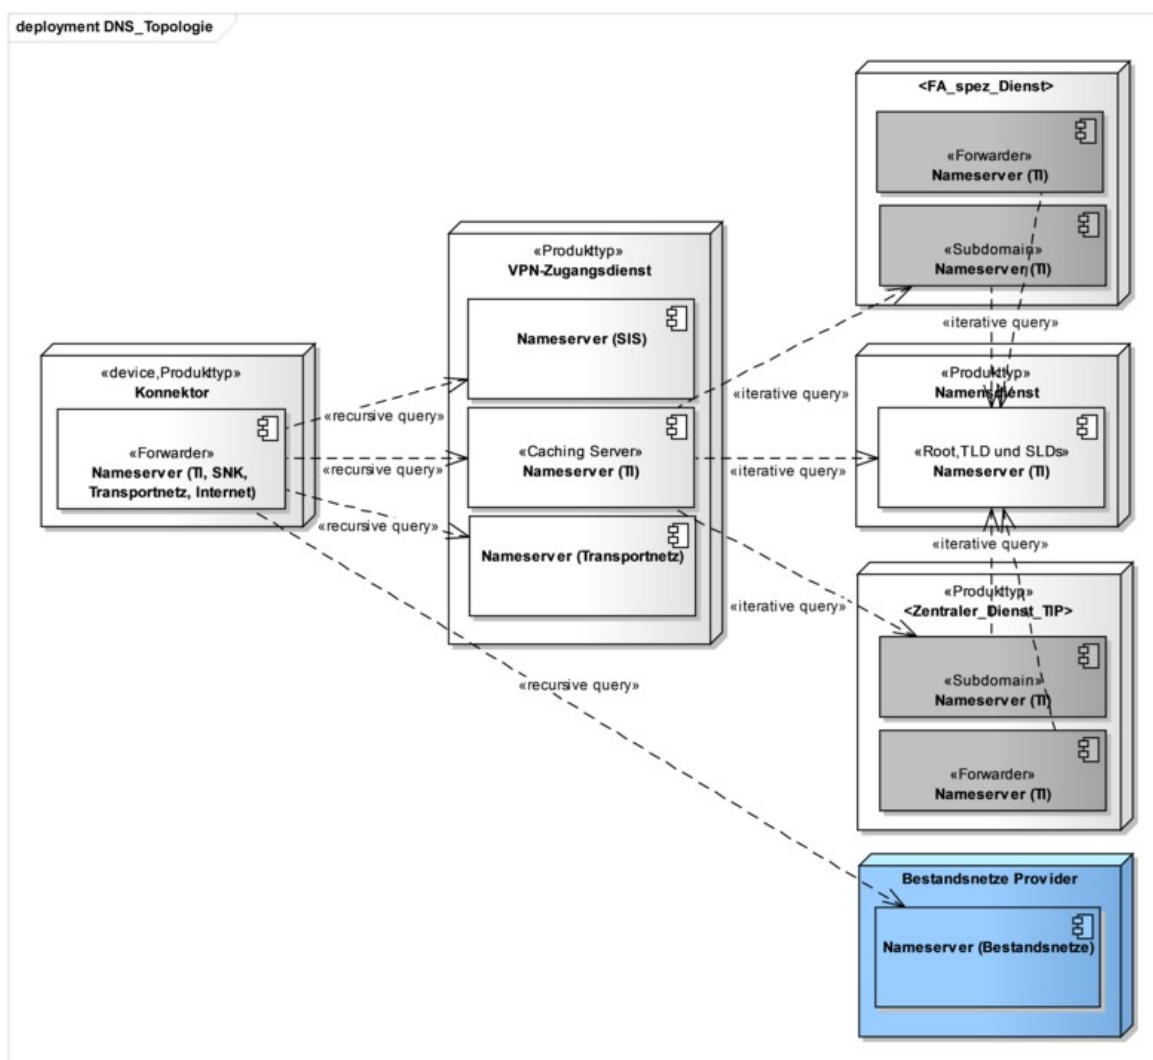 deployment DNS_Topologie
«device,Produkttyp»
Konnektor
«Forwarder»
Nameserver (TI, SNK,
Transportnetz, Internet)
«recursive query»
«recursive query»
«recursive query»
«recursive query»
«Produkttyp»
VPN-Zugangsdienst
Nameserver (SIS)
«Caching Server»
Nameserver (TI)
Nameserver (Transportnetz)
«iterative query»
«iterative query»
«iterative query»
<FA_spez_Dienst>
«Forwarder»
Nameserver (TI)
«Subdomain»
Nameserver (TI)
«iterative query»
«Produkttyp»
Namensdienst
«Root,TLD und SLDs»
Nameserver (TI)
«iterative query»
«Produkttyp»
<Zentraler_Dienst_TIP>
«Subdomain»
Nameserver (TI)
«Forwarder»
Nameserver (TI)
Bestandsnetze Provider
Nameserver (Bestandsnetze)